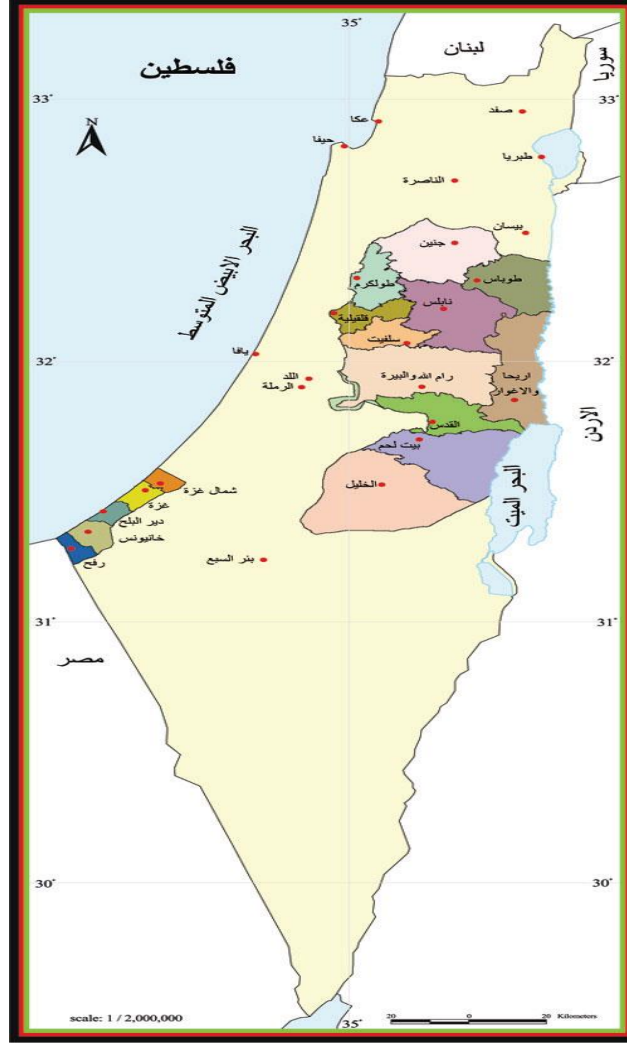 35°
لبنان
سوريا
فلسطين
33°
33°
N
صفد
عكا
حيفا
طبريا
الناصرة
البحر الابيض المتوسط
بيسان
جنين
طولكرم
طوباس
نابلس
قلقيلية
سلفيت
32°
32°
يافا
اللد
الرملة
رام الله والبيرة
اريحا
والاغوار
الاردن
القدس
بيت لحم
البحر الميت
الخليل
شمال غزة
غزة
دير البلح
خانيونس
رفح
بئر السبع
31°
31°
مصر
30°
30°
scale: 1 / 2,000,000
35°
20 0 20 Kilometers